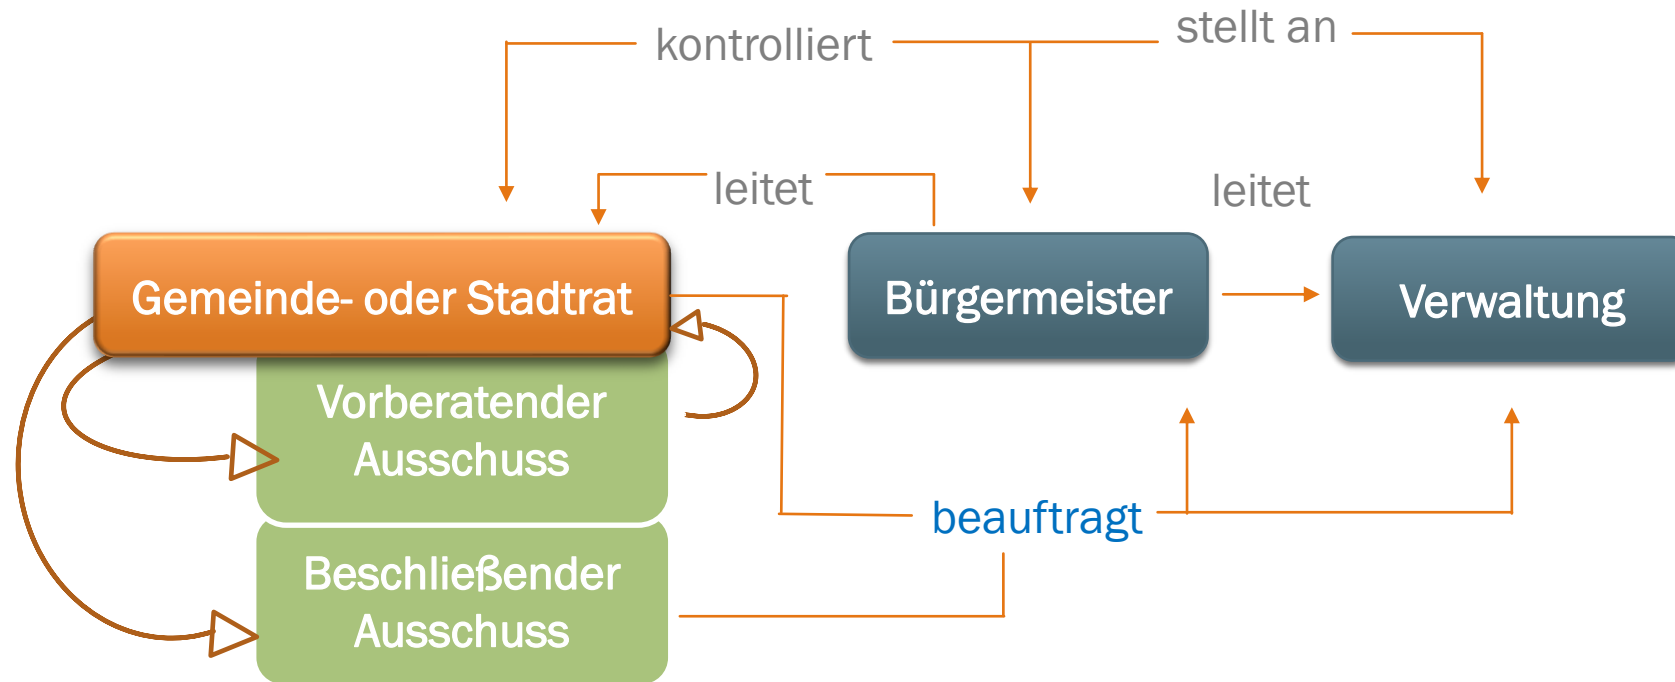 kontrolliert
stellt an
leitet
leitet
Gemeinde- oder Stadtrat
Bürgermeister
Verwaltung
Vorberatender
Ausschuss
beauftragt
Beschließender
Ausschuss